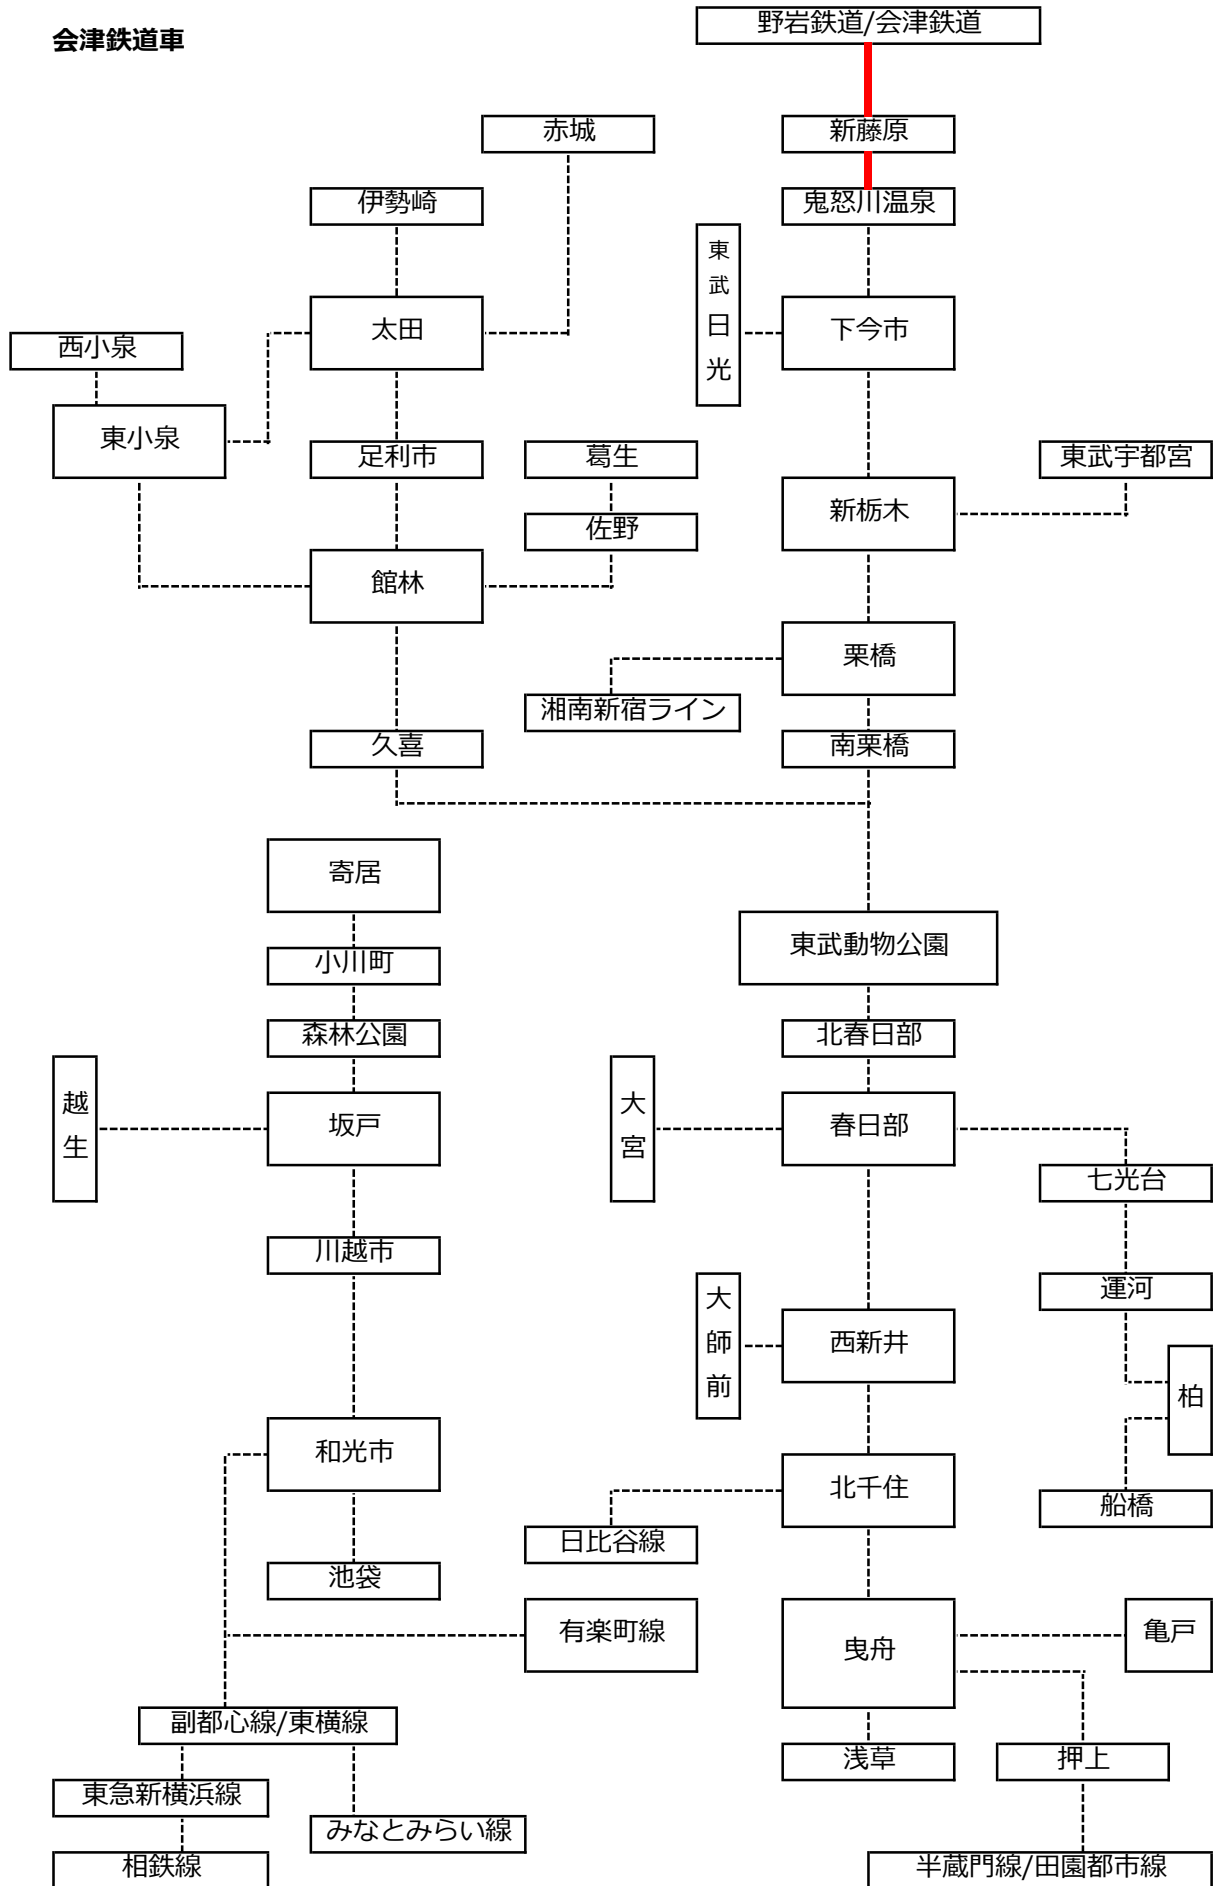 会津鉄道車
野岩鉄道/会津鉄道
赤城
新藤原
伊勢崎
鬼怒川温泉
東武日光
太田
下今市
西小泉
東小泉
足利市
葛生
東武宇都宮
新栃木
佐野
館林
栗橋
湘南新宿ライン
久喜
南栗橋
寄居
東武動物公園
小川町
森林公園
北春日部
越生
坂戸
大宮
春日部
七光台
川越市
運河
大師前
西新井
柏
和光市
北千住
船橋
日比谷線
池袋
有楽町線
曳舟
亀戸
副都心線/東横線
浅草
押上
東急新横浜線
みなとみらい線
相鉄線
半蔵門線/田園都市線